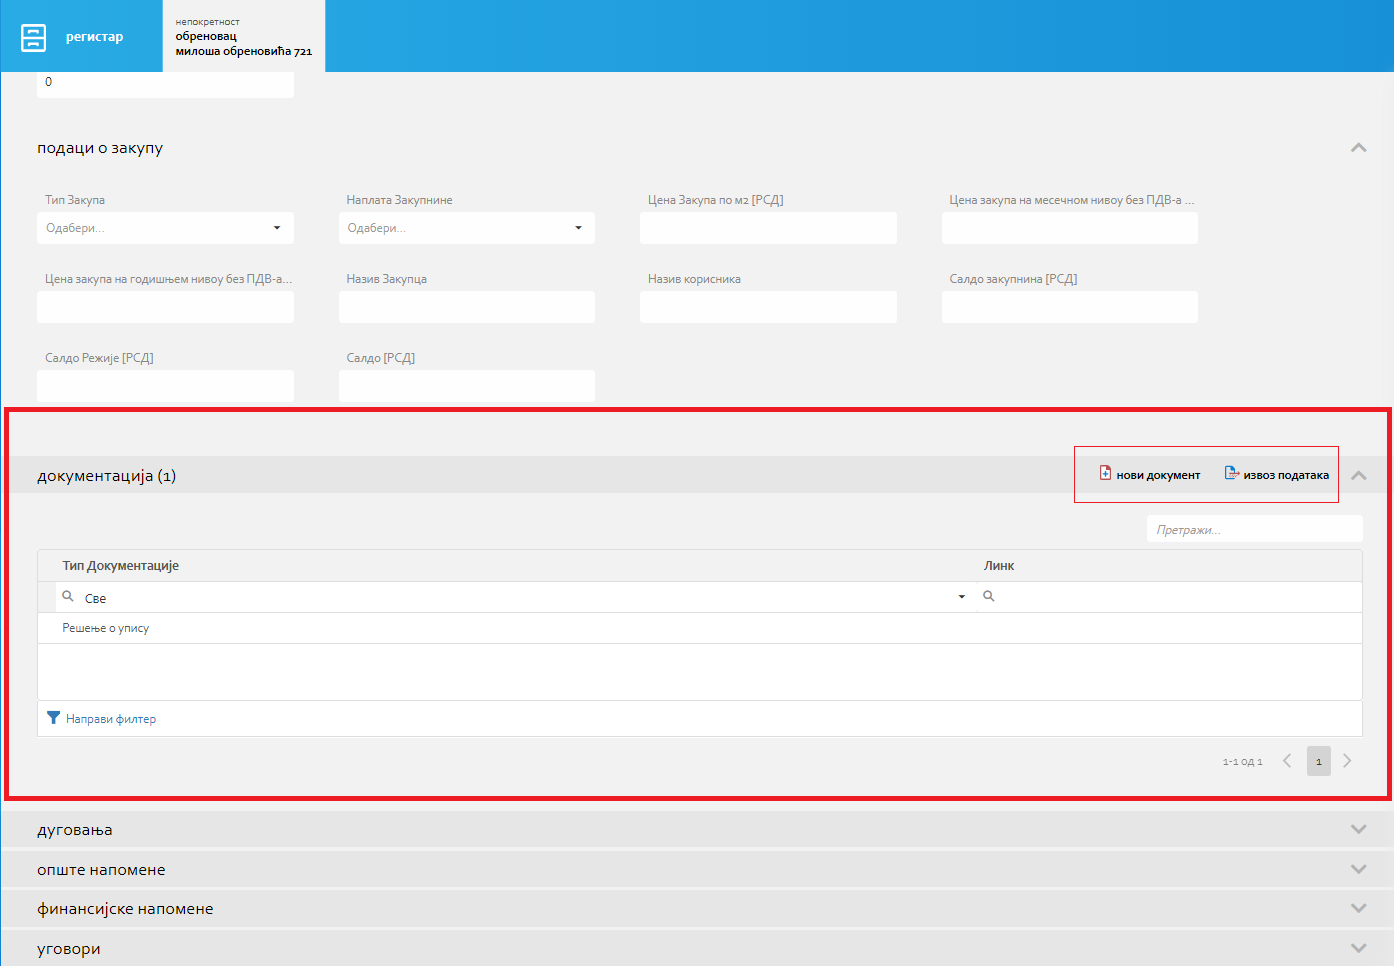 регистар
непокретност
обреновац
милоша обреновића 721
0
подаци о закупу
Тип Закупа
Наплата Закупнине
Цена Закупа по м2 [РСД]
Цена закупа на месечном нивоу без ПДВ-а ...
Одабери...
Одабери...
Цена закупа на годишњем нивоу без ПДВ-а...
Назив Закупца
Назив корисника
Салдо закупнина [РСД]
Салдо Режије [РСД]
Салдо [РСД]
документација (1)
нови документ
извоз података
Претражи...
Тип Документације
Линк
Све
Решење о упису
Направи филтер
1-1 од 1
1
дуговања
опште напомене
финансијске напомене
уговори